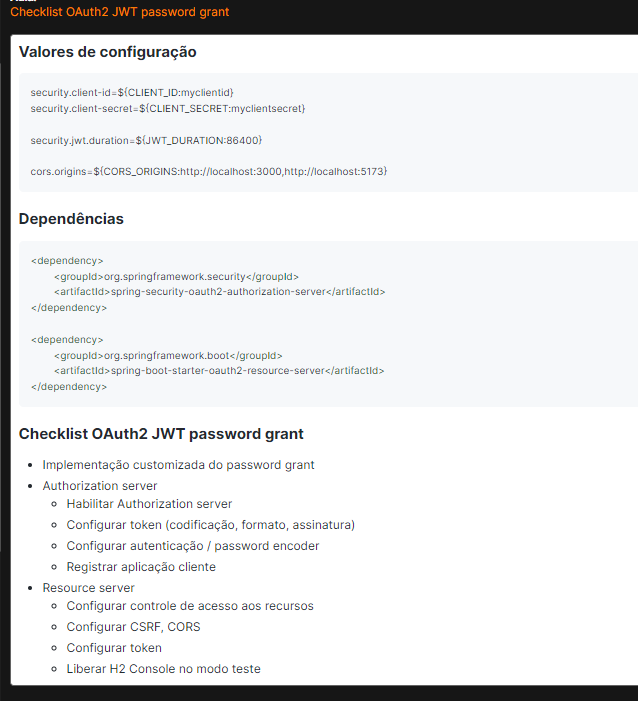 Checklist OAuth2 JWT password grant
Valores de configuração
security.client-id=${CLIENT_ID:myclientid}
security.client-secret=${CLIENT_SECRET:myclientsecret}
security.jwt.duration=${JWT_DURATION:86400}
cors.origins=${CORS_ORIGINS:http://localhost:3000,http://localhost:5173}
Dependências
<dependency>
<groupId>org.springframework.security</groupId>
<artifactId>spring-security-oauth2-authorization-server</artifactId>
</dependency>
<dependency>
<groupId>org.springframework.boot</groupId>
<artifactId>spring-boot-starter-oauth2-resource-server</artifactId>
</dependency>
Checklist OAuth2 JWT password grant
Implementação customizada do password grant
Authorization server
Habilitar Authorization server
Configurar token (codificação, formato, assinatura)
Configurar autenticação / password encoder
Registrar aplicação cliente
Resource server
Configurar controle de acesso aos recursos
Configurar CSRF, CORS
Configurar token
Liberar H2 Console no modo teste